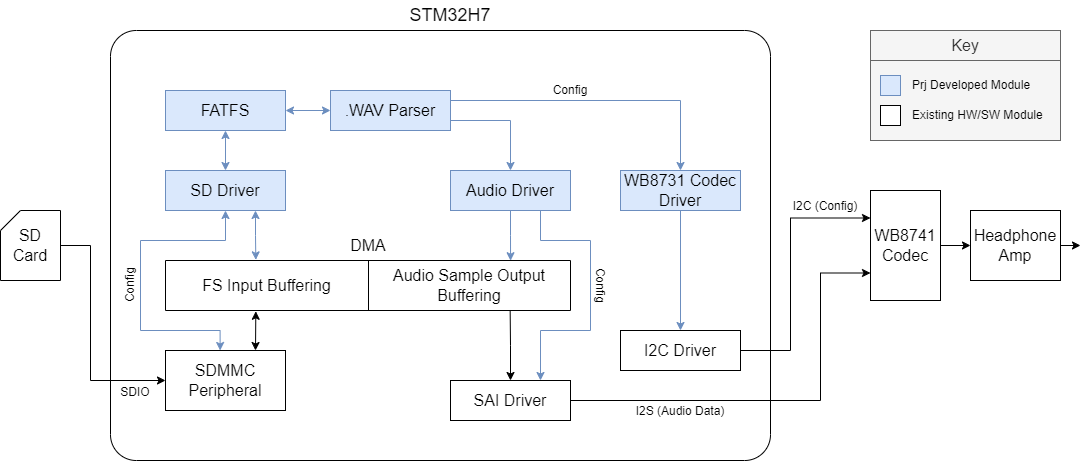 STM32H7
Key
Prj Developed Module
Existing HW/SW Module
FATFS
.WAV Parser
Config
SD Driver
Audio Driver
WB8731 Codec
Driver
SD
Card
I2C (Config)
WB8741
Codec
Headphone
Amp
DMA
Config
FS Input Buffering
Audio Sample Output
Buffering
Config
I2C Driver
SDMMC
Peripheral
SDIO
SAI Driver
I2S (Audio Data)